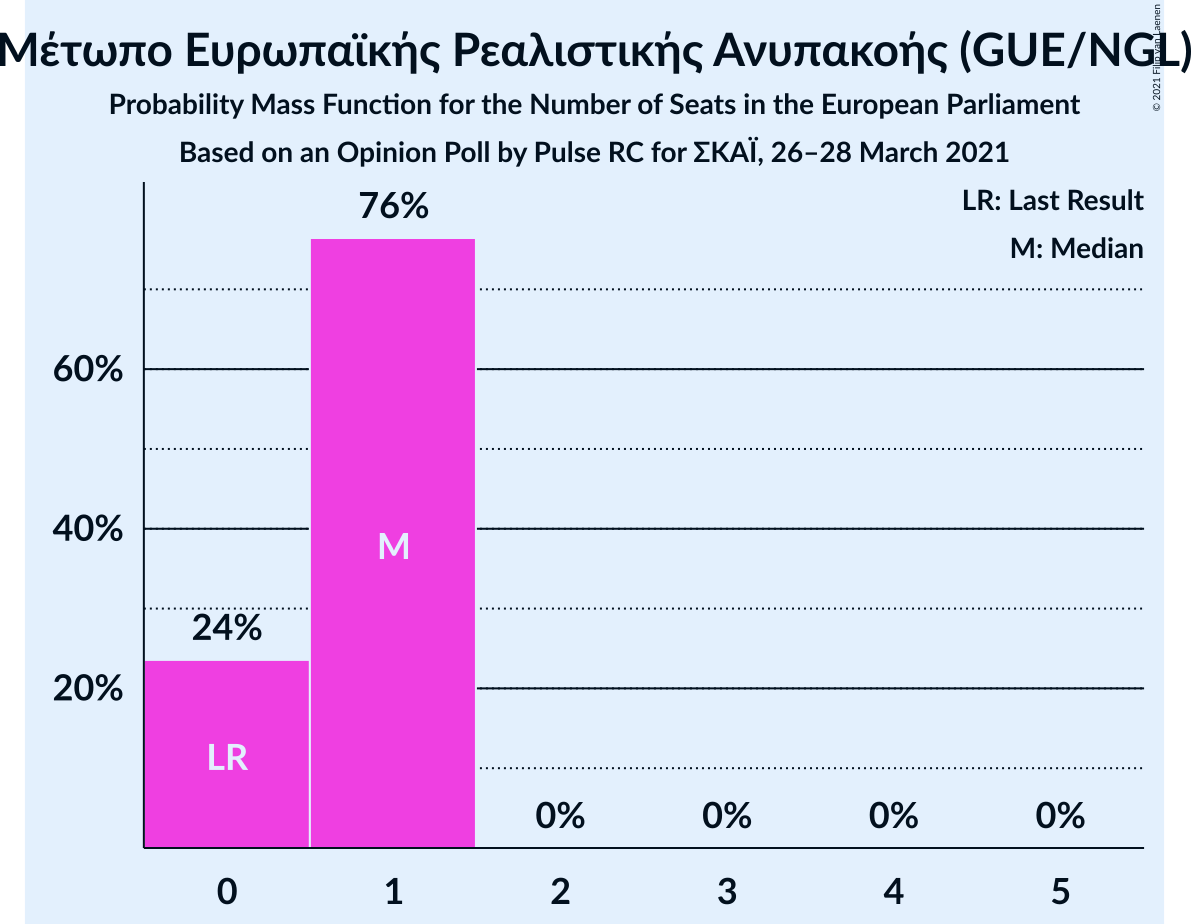 Μέτωπο Ευρωπαϊκής Ρεαλιστικής Ανυπακοής (GUE/NGL)
© 2021 Filip van Laenen
Probability Mass Function for the Number of Seats in the European Parliament
Based on an Opinion Poll by Pulse RC for ΣΚΑΪ, 26–28 March 2021
LR: Last Result
M: Median
76%
60%
40%
M
24%
20%
LR
0% 0% 0% 0%
0 1 2 3 4 5